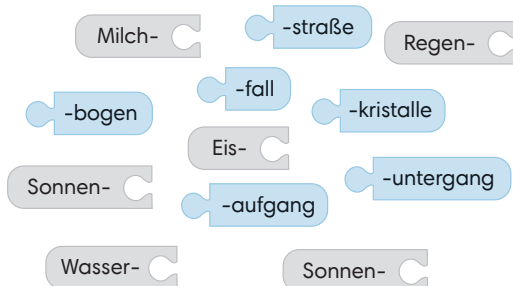 Milch-
-straße
Regen-
-fall
-bogen
-kristalle
Eis-
Sonnen-
-untergang
-aufgang
Wasser-
Sonnen-